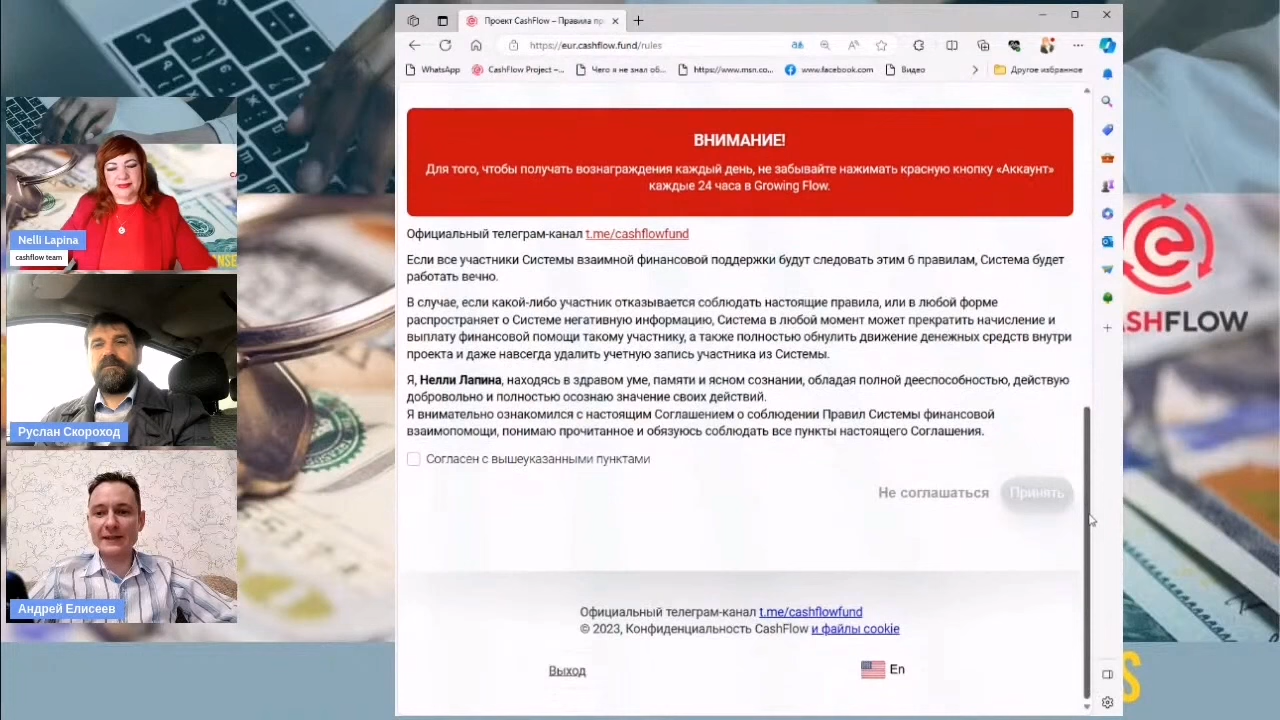 Проект CashFlow – Правила пр
https://eur.cashflow.fund/rules
WhatsApp
CashFlow Project –...
Чего я не знал об...
https://www.msn.co...
www.facebook.com
Видео
Другое избранное
ВНИМАНИЕ!
Для того, чтобы получать вознаграждения каждый день, не забывайте нажимать красную кнопку «Аккаунт»
каждые 24 часа в Growing Flow.
Официальный телеграм-канал t.me/cashflowfund
Если все участники Системы взаимной финансовой поддержки будут следовать этим 6 правилам, Система будет
работать вечно.
В случае, если какой-либо участник отказывается соблюдать настоящие правила, или в любой форме
распространяет о Системе негативную информацию, Система в любой момент может прекратить начисление и
выплату финансовой помощи такому участнику, а также полностью обнулить движение денежных средств внутри
проекта и даже навсегда удалить учетную запись участника из Системы.
Я, Нелли Лапина, находясь в здравом уме, памяти и ясном сознании, обладая полной дееспособностью, действую
добровольно и полностью осознаю значение своих действий.
Я внимательно ознакомился с настоящим Соглашением о соблюдении Правил Системы финансовой
взаимопомощи, понимаю прочитанное и обязуюсь соблюдать все пункты настоящего Соглашения.
Согласен с вышеуказанными пунктами
Не соглашаться
Принять
Официальный телеграм-канал t.me/cashflowfund
© 2023, Конфиденциальность CashFlow и файлы cookie
Выход
En
Nelli Lapina
cashflow team
Руслан Скороход
Андрей Елисеев
ASHFLOW